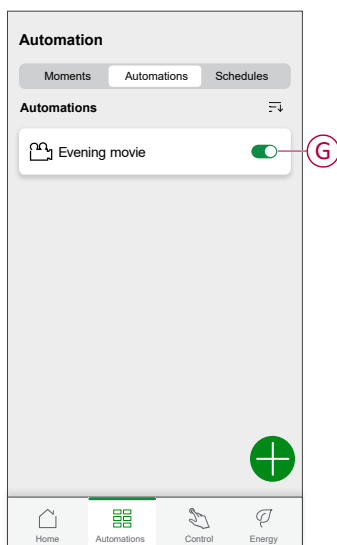 Automation
Moments Automations Schedules
Automations
Evening movie
G
Home Automations Control Energy